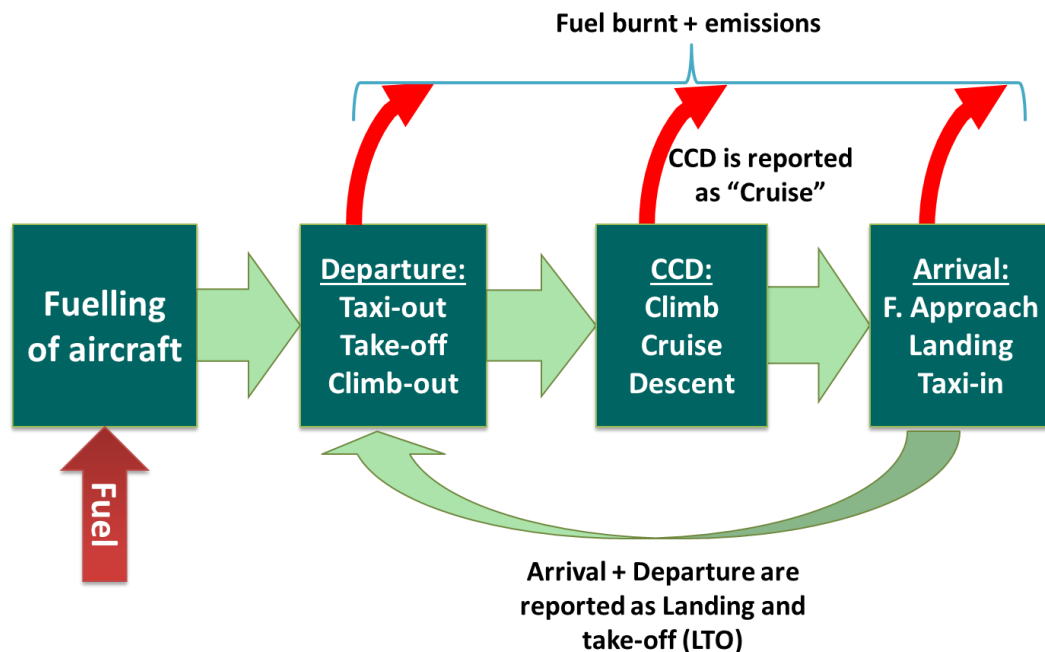 Fuel burnt + emissions
CCD is reported
as “Cruise”
Fuelling
of aircraft
Departure:
Taxi-out
Take-off
Climb-out
CCD:
Climb
Cruise
Descent
Arrival:
F. Approach
Landing
Taxi-in
Fuel
Arrival + Departure are
reported as Landing and
take-off (LTO)